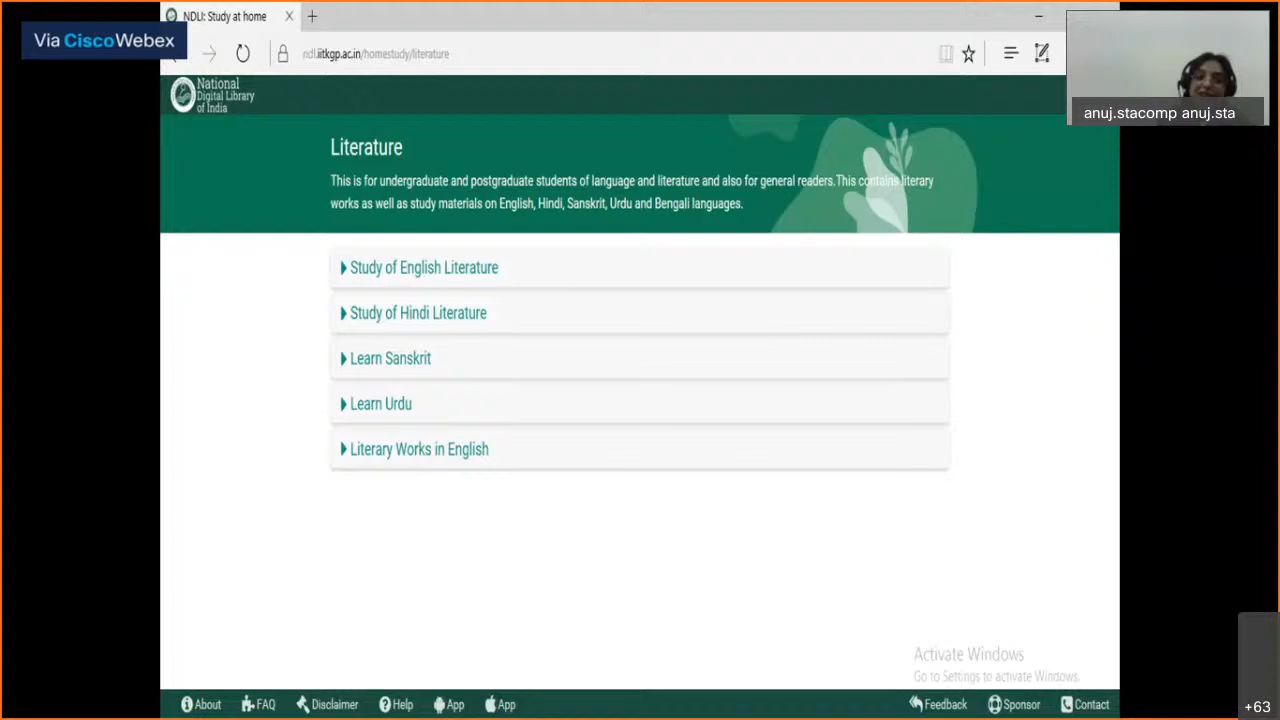 NDLI: Study at home
Via Cisco Webex
ndl.iitkgp.ac.in/homestudy/literature
National
Digital Library
of India
anuj.stacomp anuj.sta
Literature
This is for undergraduate and postgraduate students of language and literature and also for general readers.This contains literary
works as well as study materials on English, Hindi, Sanskrit, Urdu and Bengali languages.
Study of English Literature
Study of Hindi Literature
Learn Sanskrit
Learn Urdu
Literary Works in English
Activate Windows
Go to Settings to activate Windows.
About FAQ Disclaimer Help App App Feedback Sponsor Contact
+63